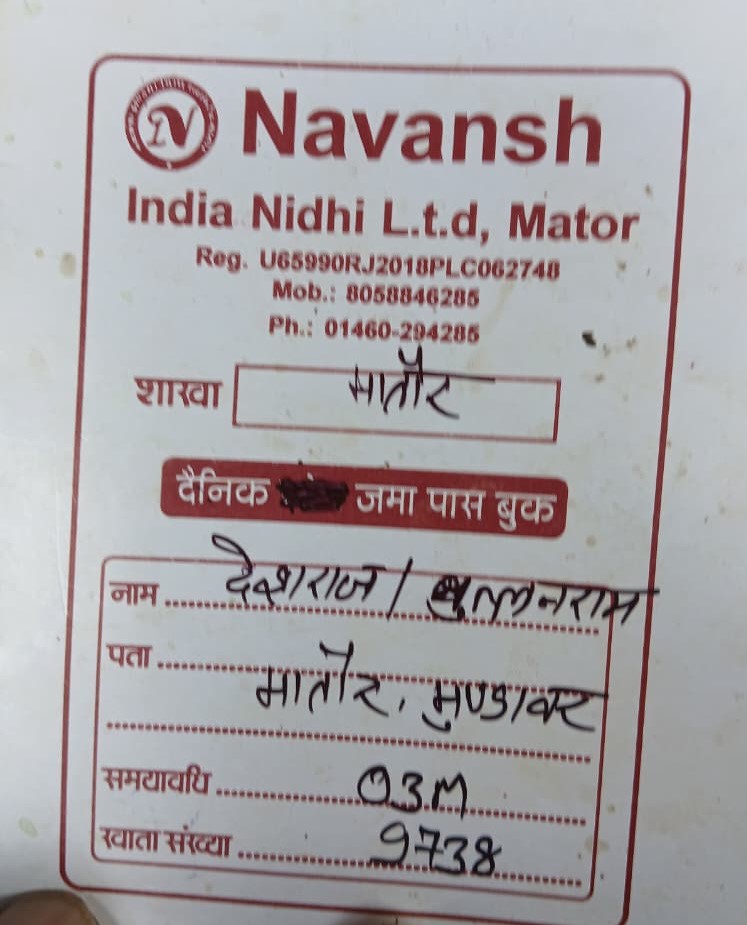 N Navansh
India Nidhi L.t.d, Mator
Reg. U65990RJ2018PLC062748
Mob.: 8058846285
Ph.: 01460-294285
शाखा मातौर
दैनिक जमा पास बुक
नाम देशराज /
पता
मातौर, मुण्डावर
समयावधि 03M
खाता संख्या 9738